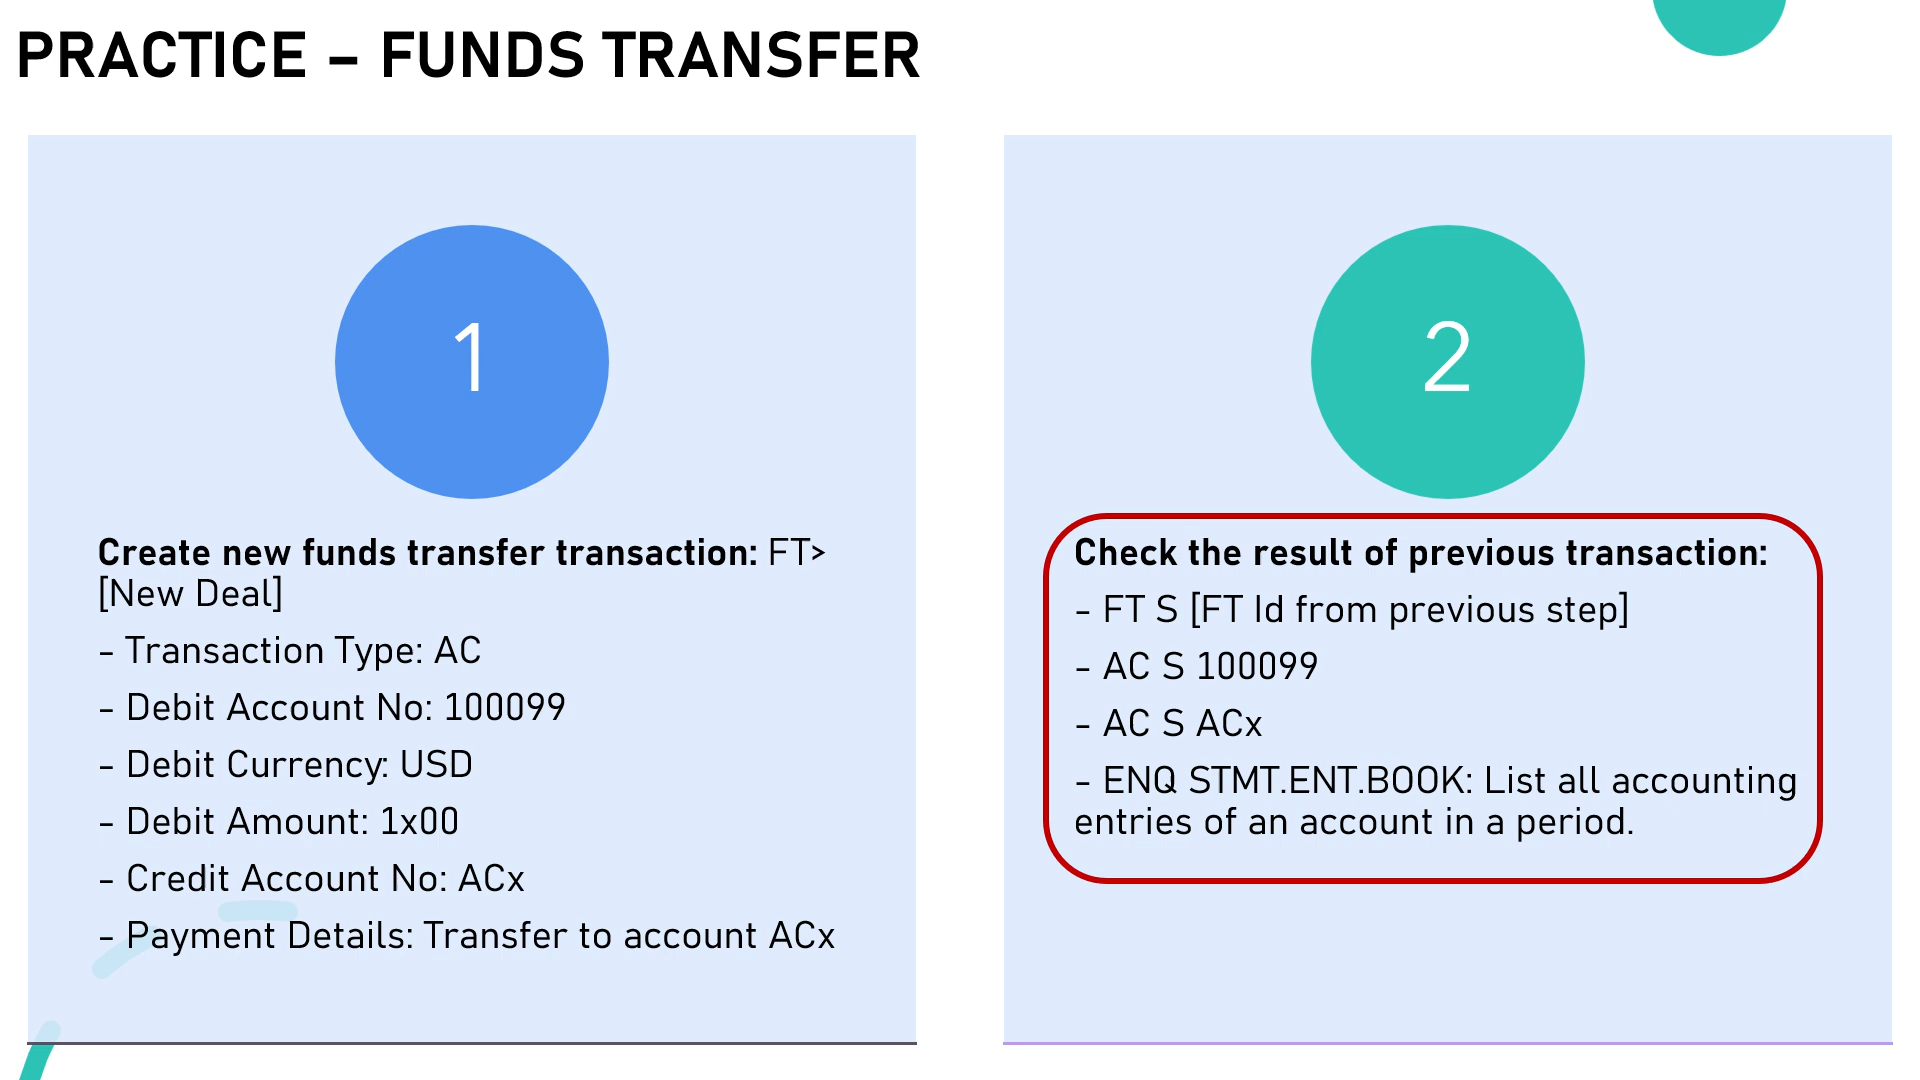 PRACTICE – FUNDS TRANSFER
1
Create new funds transfer transaction: FT>
[New Deal]
- Transaction Type: AC
- Debit Account No: 100099
- Debit Currency: USD
- Debit Amount: 1x00
- Credit Account No: ACx
- Payment Details: Transfer to account ACx
2
Check the result of previous transaction:
- FT S [FT Id from previous step]
- AC S 100099
- AC S ACx
- ENQ STMT.ENT.BOOK: List all accounting
entries of an account in a period.